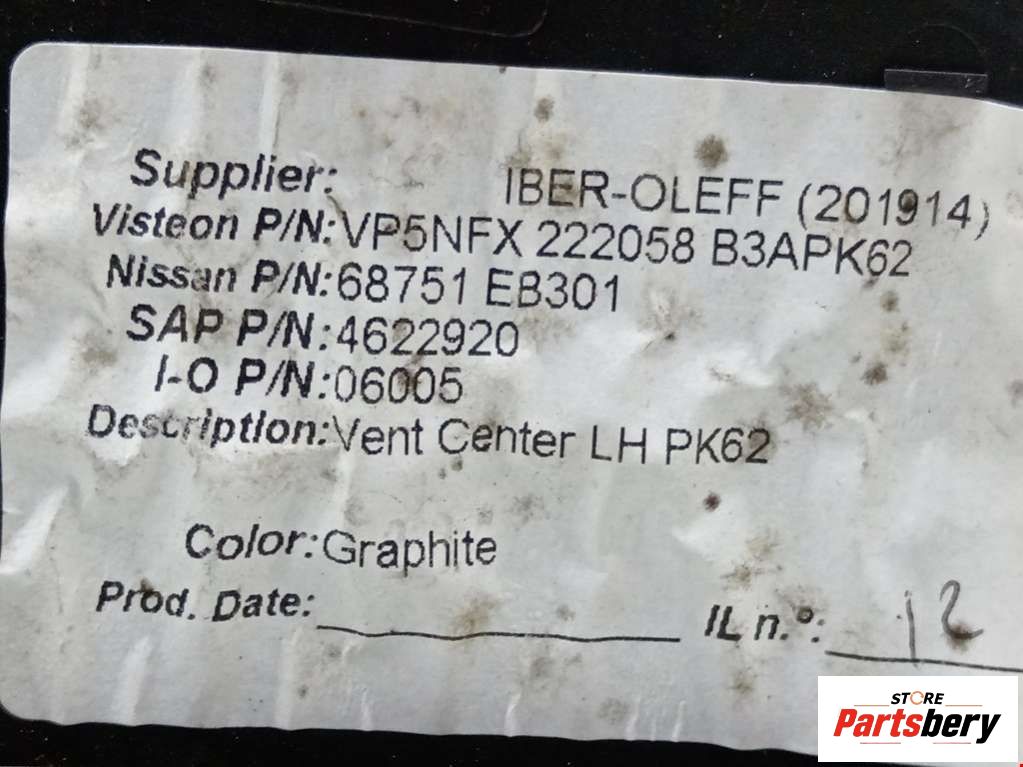 Supplier: IBER-OLEFF (201914)
Visteon P/N:VP5NFX 222058 B3APK62
Nissan P/N:68751 EB301
SAP P/N:4622920
I-O P/N:06005
Description:Vent Center LH PK62
Color:Graphite
Prod. Date:
IL n.º: 12
STORE
Partsbery